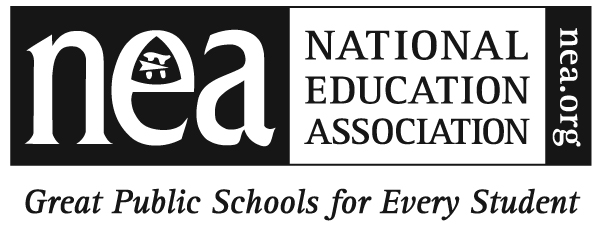 nea
NATIONAL
EDUCATION
ASSOCIATION
nea.org
Great Public Schools for Every Student